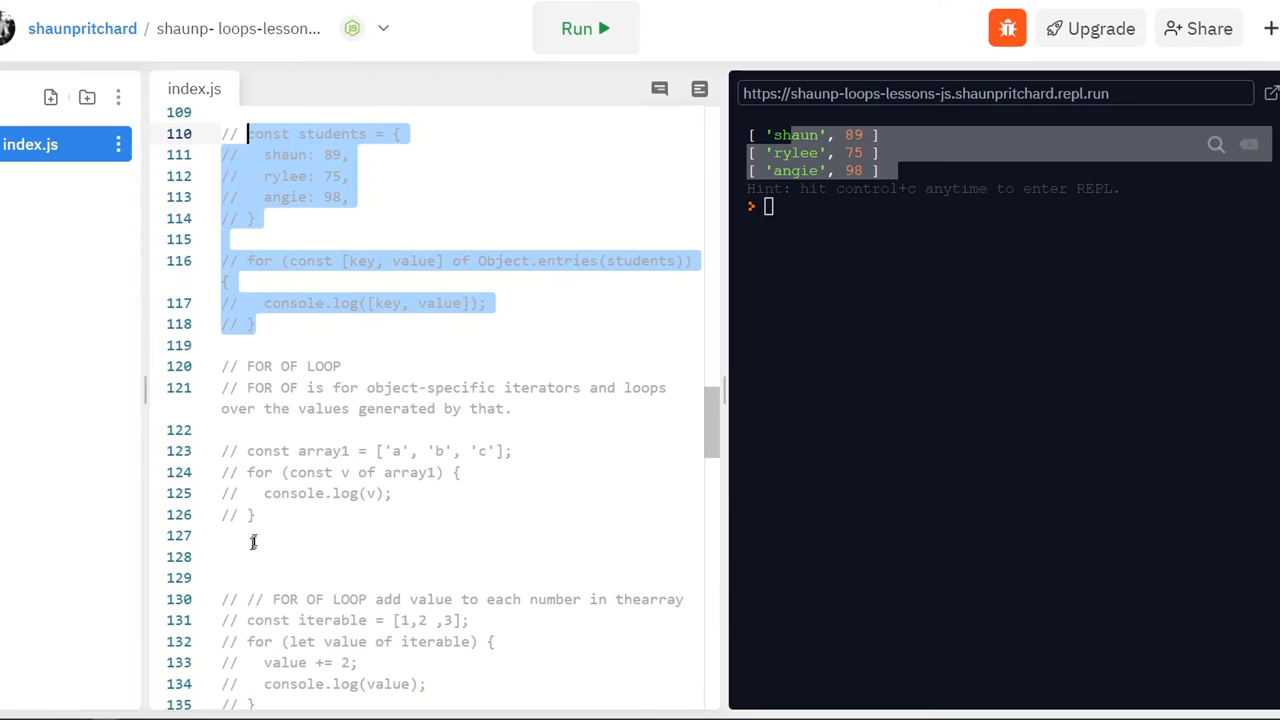 shaunpritchard / shaunp- loops-lesson...
Run
Upgrade
Share
index.js
index.js
109
110 // const students = {
111 //   shaun: 89,
112 //   rylee: 75,
113 //   angie: 98,
114 // }
115
116 // for (const [key, value] of Object.entries(students))
{
117 //   console.log([key, value]);
118 // }
119
120 // FOR OF LOOP
121 // FOR OF is for object-specific iterators and loops
over the values generated by that.
122
123 // const array1 = ['a', 'b', 'c'];
124 // for (const v of array1) {
125 //   console.log(v);
126 // }
127
128
129
130 // // FOR OF LOOP add value to each number in thearray
131 // const iterable = [1,2 ,3];
132 // for (let value of iterable) {
133 //   value += 2;
134 //   console.log(value);
135 // }
https://shaunp-loops-lessons-js.shaunpritchard.repl.run
[ 'shaun', 89 ]
[ 'rylee', 75 ]
[ 'angie', 98 ]
Hint: hit control+c anytime to enter REPL.